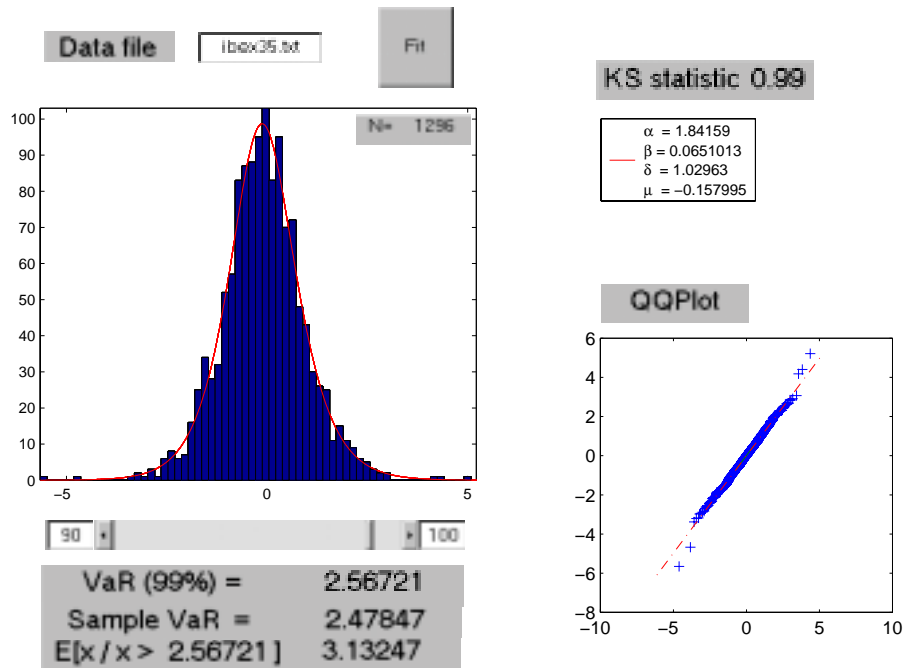 Data file
ibex35.txt
Fit
KS statistic 0.99
N= 1296
α = 1.84159
β = 0.0651013
δ = 1.02963
μ = −0.157995
100
90
80
70
60
50
40
30
20
10
0
−5 0 5
QQPlot
6
4
2
0
−2
−4
−6
−8
−10 −5 0 5 10
90 100
VaR (99%) = 2.56721
Sample VaR = 2.47847
E[x / x > 2.56721 ] 3.13247